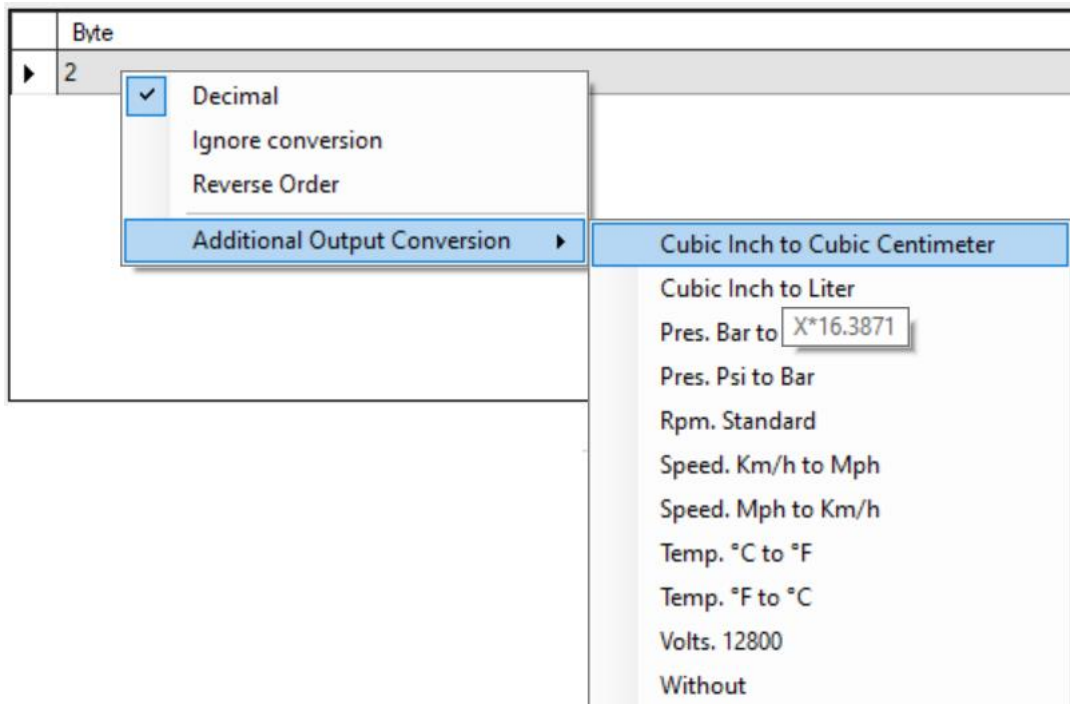 Byte
2
Decimal
Ignore conversion
Reverse Order
Additional Output Conversion
Cubic Inch to Cubic Centimeter
Cubic Inch to Liter
X*16.3871
Pres. Bar to
Pres. Psi to Bar
Rpm. Standard
Speed. Km/h to Mph
Speed. Mph to Km/h
Temp. °C to °F
Temp. °F to °C
Volts. 12800
Without